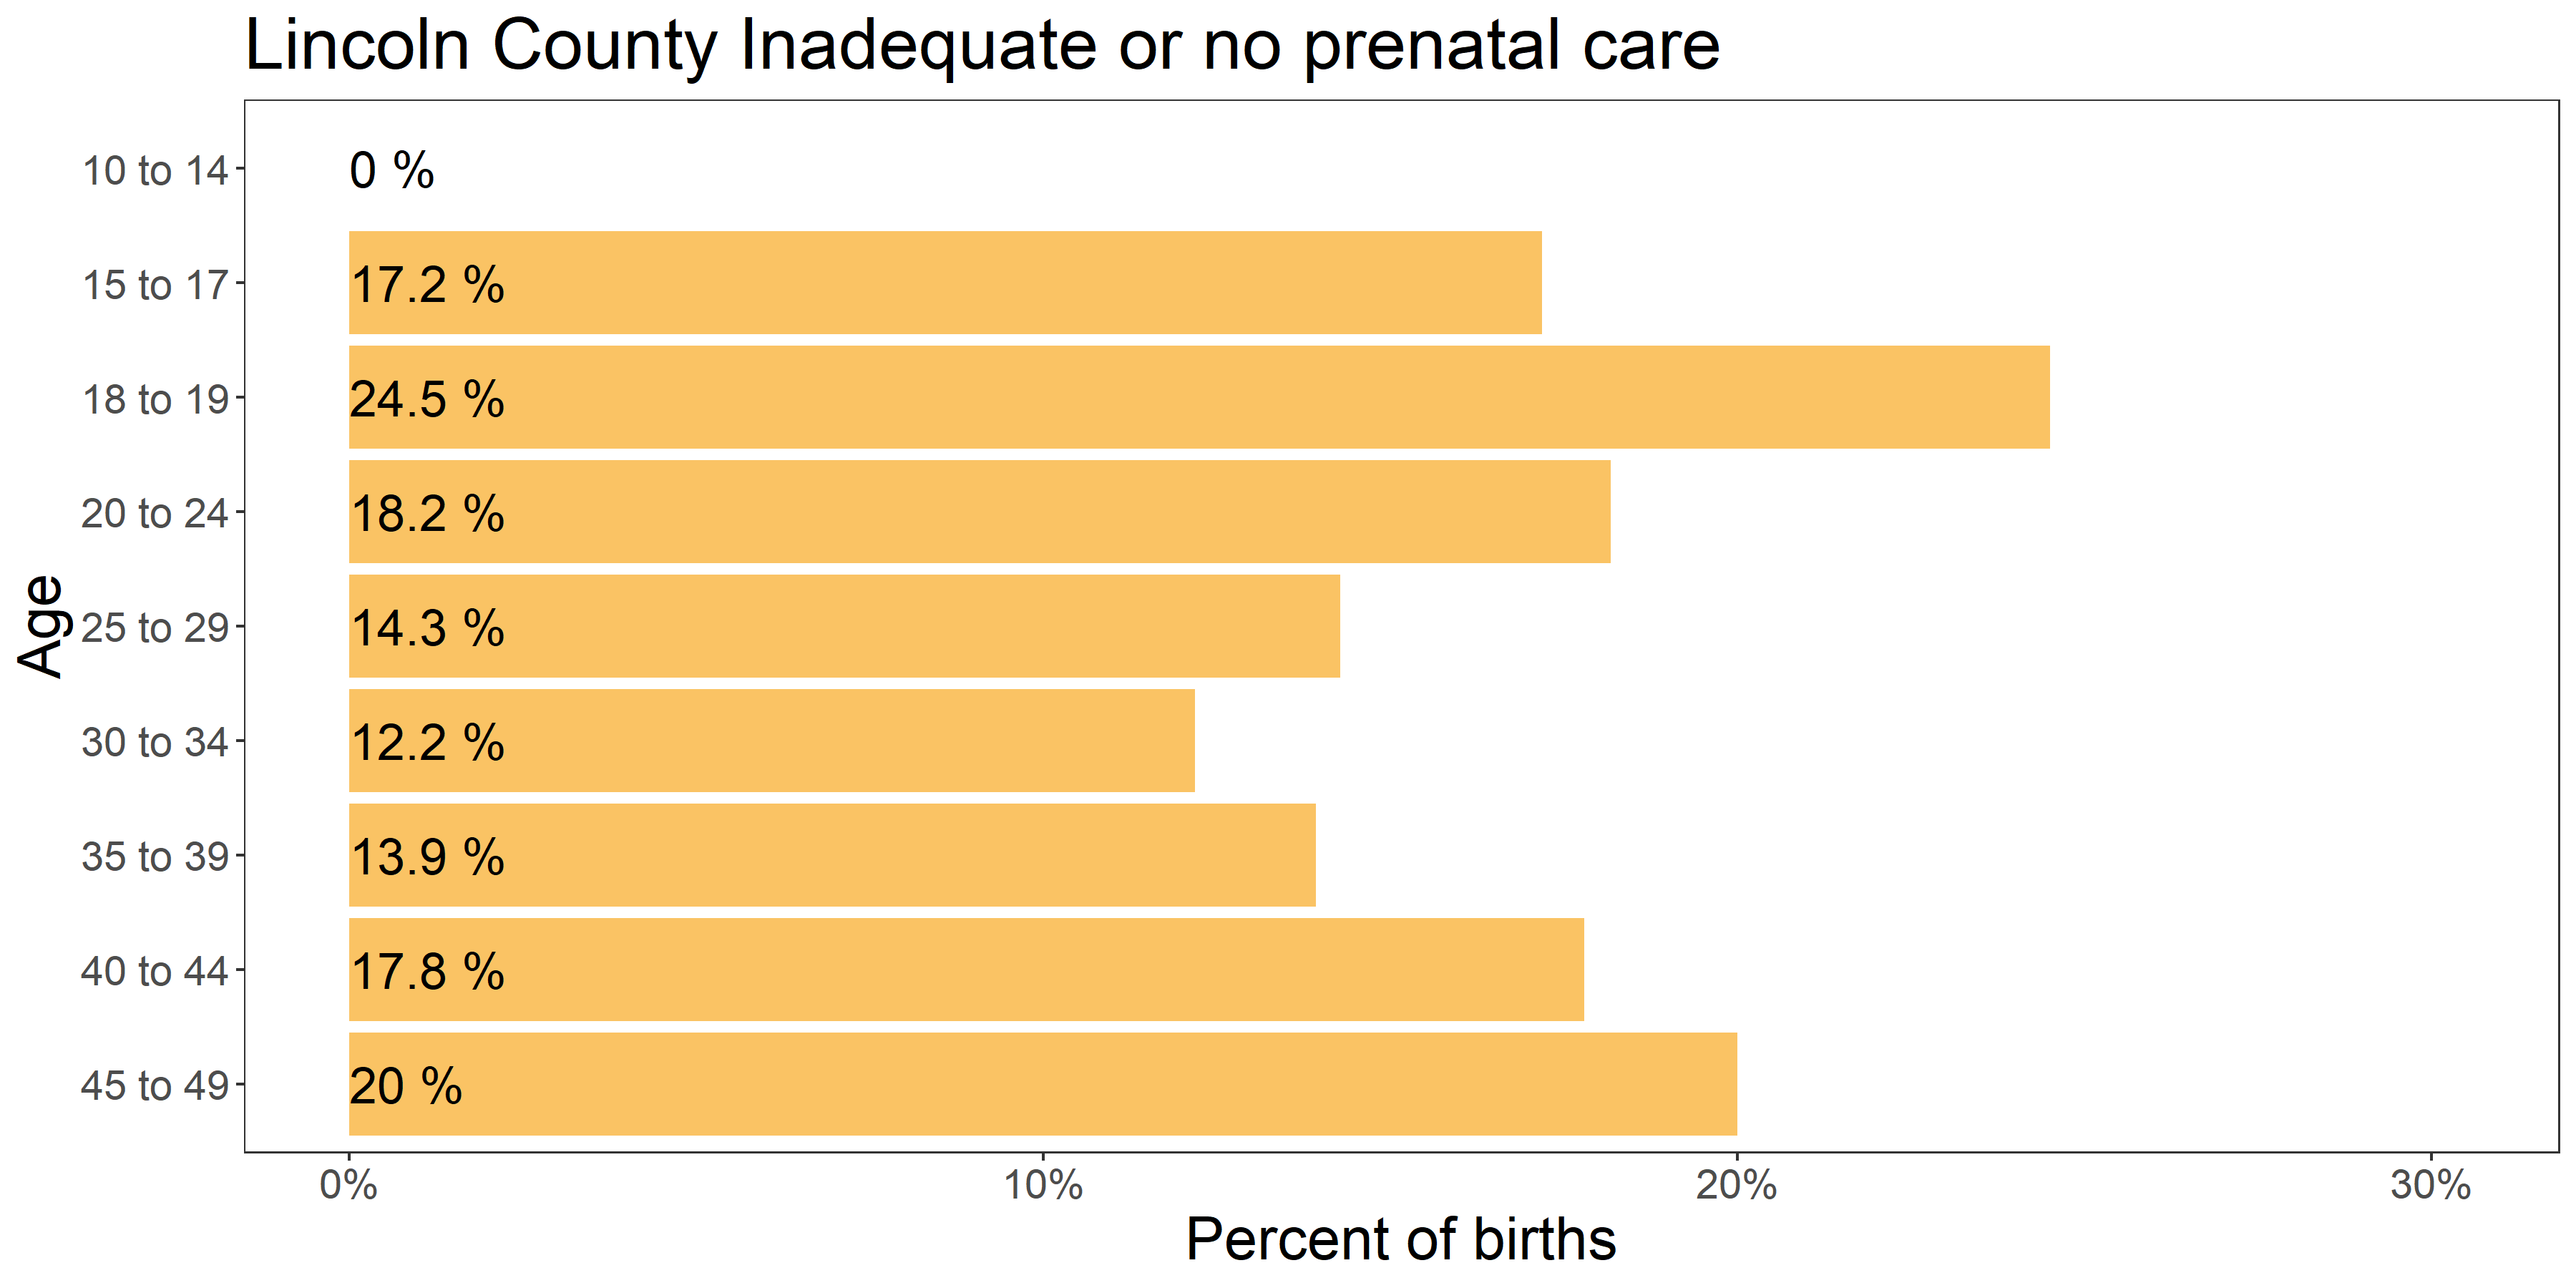 Lincoln County Inadequate or no prenatal care
Age
10 to 14 0 %
15 to 17 17.2 %
18 to 19 24.5 %
20 to 24 18.2 %
25 to 29 14.3 %
30 to 34 12.2 %
35 to 39 13.9 %
40 to 44 17.8 %
45 to 49 20 %
0% 10% 20% 30%
Percent of births